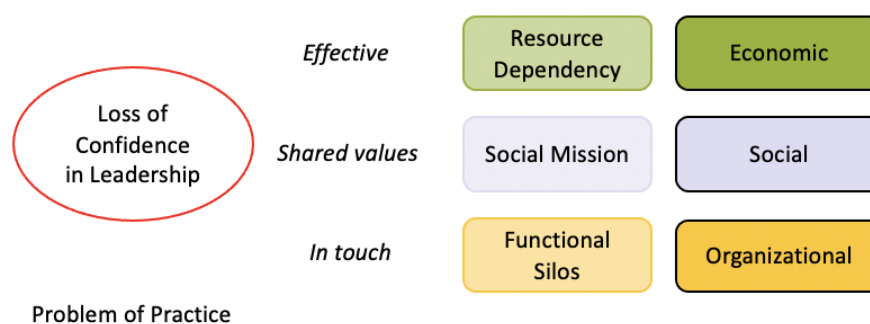 Effective
Resource
Dependency
Economic
Loss of
Confidence
in Leadership
Shared values
Social Mission
Social
In touch
Functional
Silos
Organizational
Problem of Practice